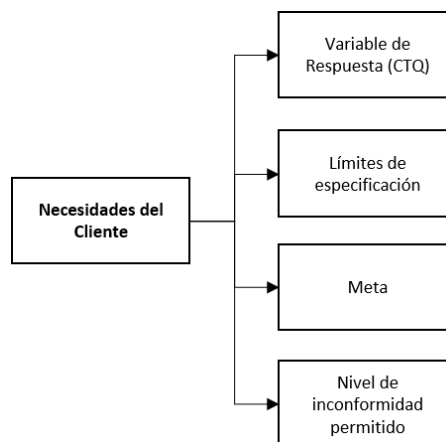 Variable de
Respuesta (CTQ)
Límites de
especificación
Necesidades del
Cliente
Meta
Nivel de
inconformidad
permitido